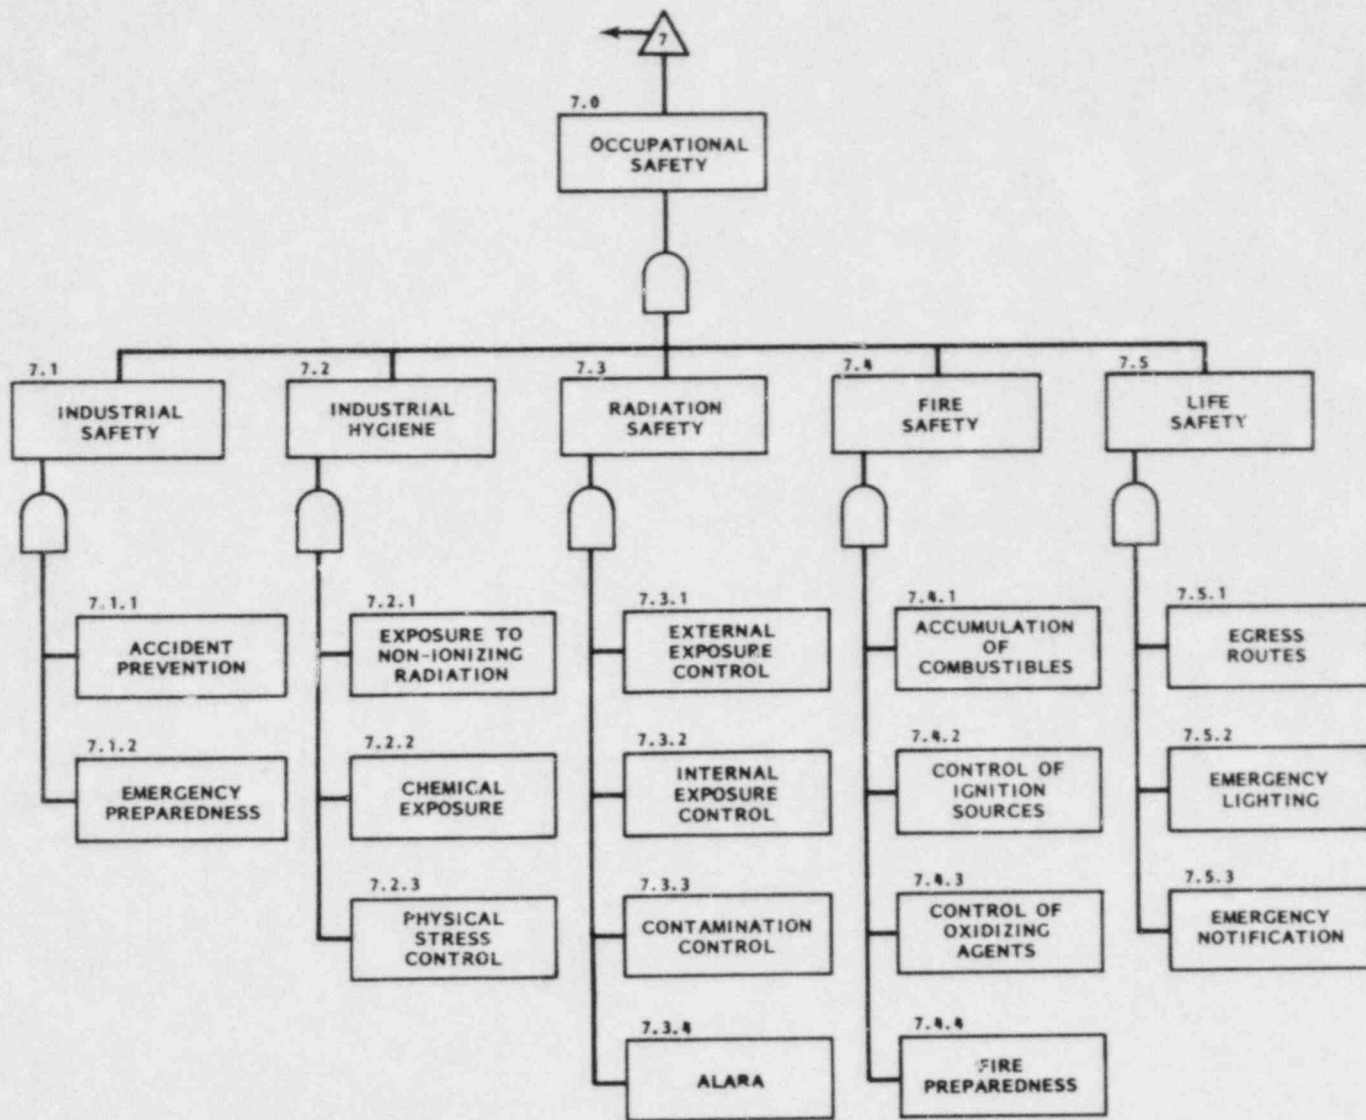 7
7.0
OCCUPATIONAL
SAFETY
7.1
INDUSTRIAL
SAFETY
7.1.1
ACCIDENT
PREVENTION
7.1.2
EMERGENCY
PREPAREDNESS
7.2
INDUSTRIAL
HYGIENE
7.2.1
EXPOSURE TO
NON-IONIZING
RADIATION
7.2.2
CHEMICAL
EXPOSURE
7.2.3
PHYSICAL
STRESS
CONTROL
7.3
RADIATION
SAFETY
7.3.1
EXTERNAL
EXPOSURE
CONTROL
7.3.2
INTERNAL
EXPOSURE
CONTROL
7.3.3
CONTAMINATION
CONTROL
7.3.4
ALARA
7.4
FIRE
SAFETY
7.4.1
ACCUMULATION
OF
COMBUSTIBLES
7.4.2
CONTROL OF
IGNITION
SOURCES
7.4.3
CONTROL OF
OXIDIZING
AGENTS
7.4.4
FIRE
PREPAREDNESS
7.5
LIFE
SAFETY
7.5.1
EGRESS
ROUTES
7.5.2
EMERGENCY
LIGHTING
7.5.3
EMERGENCY
NOTIFICATION